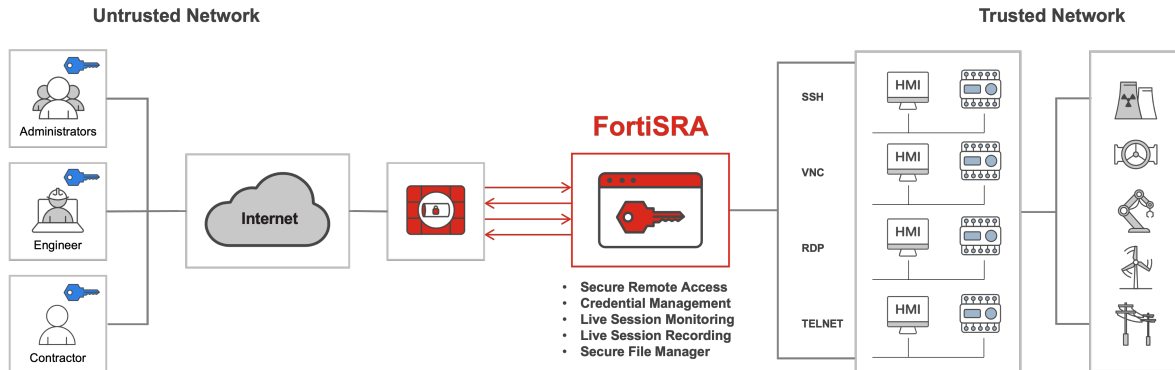 Untrusted Network
Trusted Network
Administrators
Engineer
Contractor
Internet
FortiSRA
• Secure Remote Access
• Credential Management
• Live Session Monitoring
• Live Session Recording
• Secure File Manager
SSH
HMI
VNC
HMI
RDP
HMI
TELNET
HMI